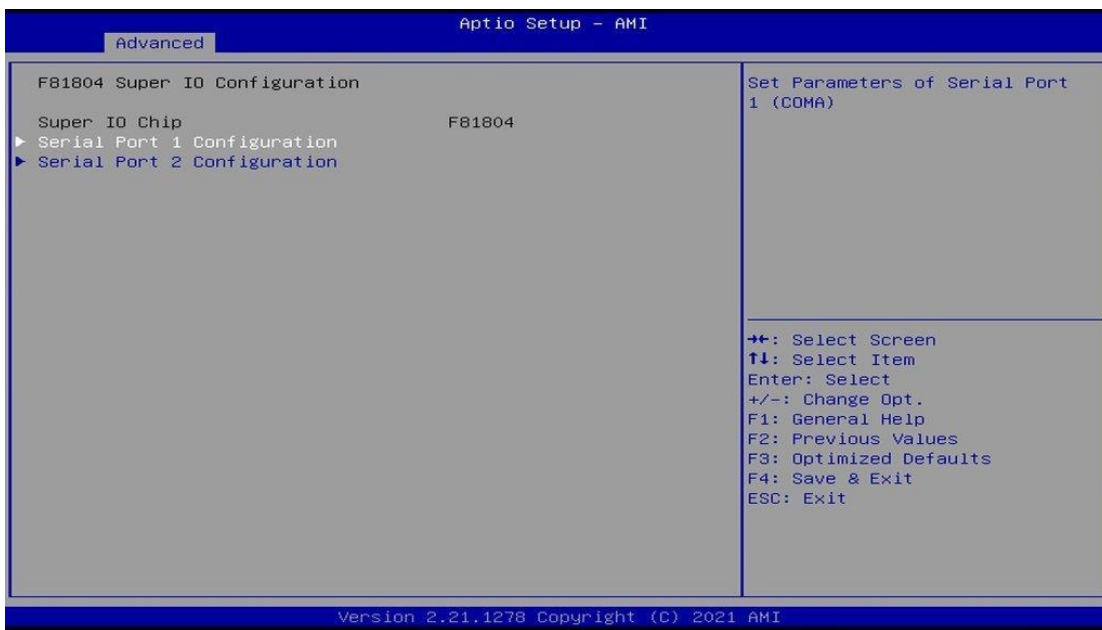 Aptio Setup – AMI
Advanced
F81804 Super IO Configuration
Super IO Chip F81804
▶ Serial Port 1 Configuration
▶ Serial Port 2 Configuration
Set Parameters of Serial Port
1 (COMA)
→←: Select Screen
↑↓: Select Item
Enter: Select
+/-: Change Opt.
F1: General Help
F2: Previous Values
F3: Optimized Defaults
F4: Save & Exit
ESC: Exit
Version 2.21.1278 Copyright (C) 2021 AMI